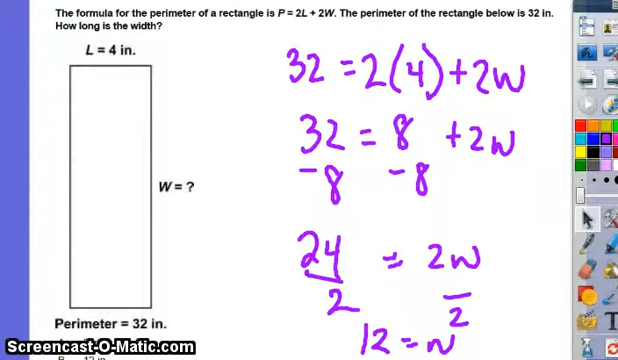 The formula for the perimeter of a rectangle is P = 2L + 2W. The perimeter of the rectangle below is 32 in.
How long is the width?
L = 4 in.
32 = 2(4) + 2W
32 = 8 + 2W
-8 -8
W = ?
24 = 2W
2 2
12 = W
Perimeter = 32 in.
Screencast-O-Matic.com
12 in